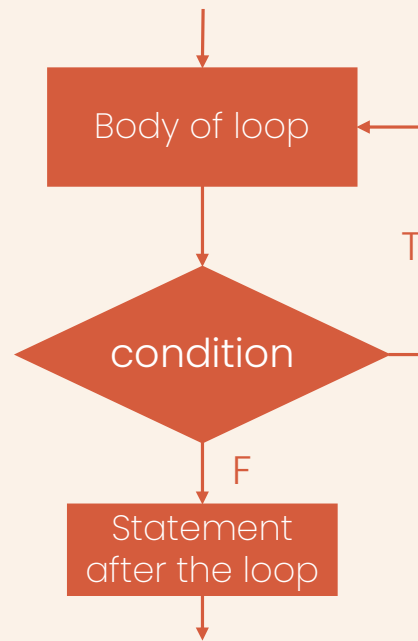 Body of loop
T
condition
F
Statement
after the loop